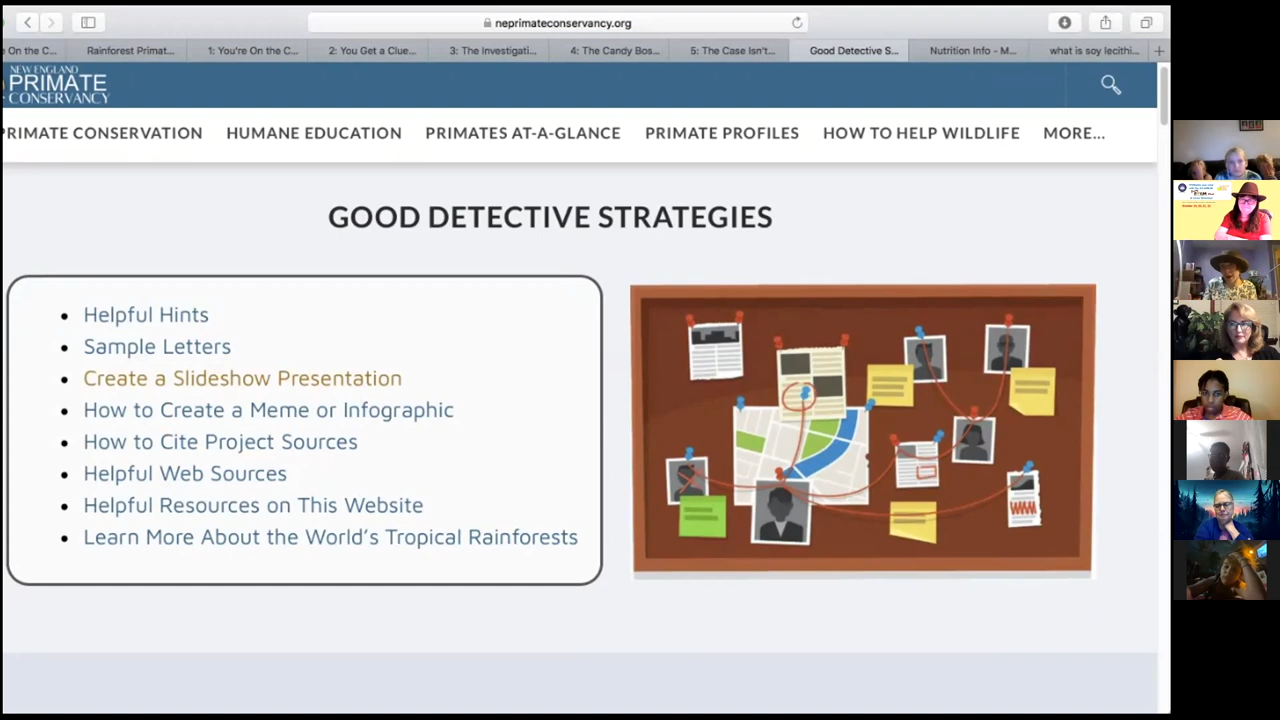 neprimateconservancy.org
On the C...
Rainforest Primat...
1: You're On the C...
2: You Get a Clue...
3: The Investigati...
4: The Candy Bos...
5: The Case Isn't...
Good Detective S...
Nutrition Info - M...
what is soy lecithi...
NEW ENGLAND
PRIMATE
CONSERVANCY
PRIMATE CONSERVATION
HUMANE EDUCATION
PRIMATES AT-A-GLANCE
PRIMATE PROFILES
HOW TO HELP WILDLIFE
MORE...
GOOD DETECTIVE STRATEGIES
Helpful Hints
Sample Letters
Create a Slideshow Presentation
How to Create a Meme or Infographic
How to Cite Project Sources
Helpful Web Sources
Helpful Resources on This Website
Learn More About the World's Tropical Rainforests